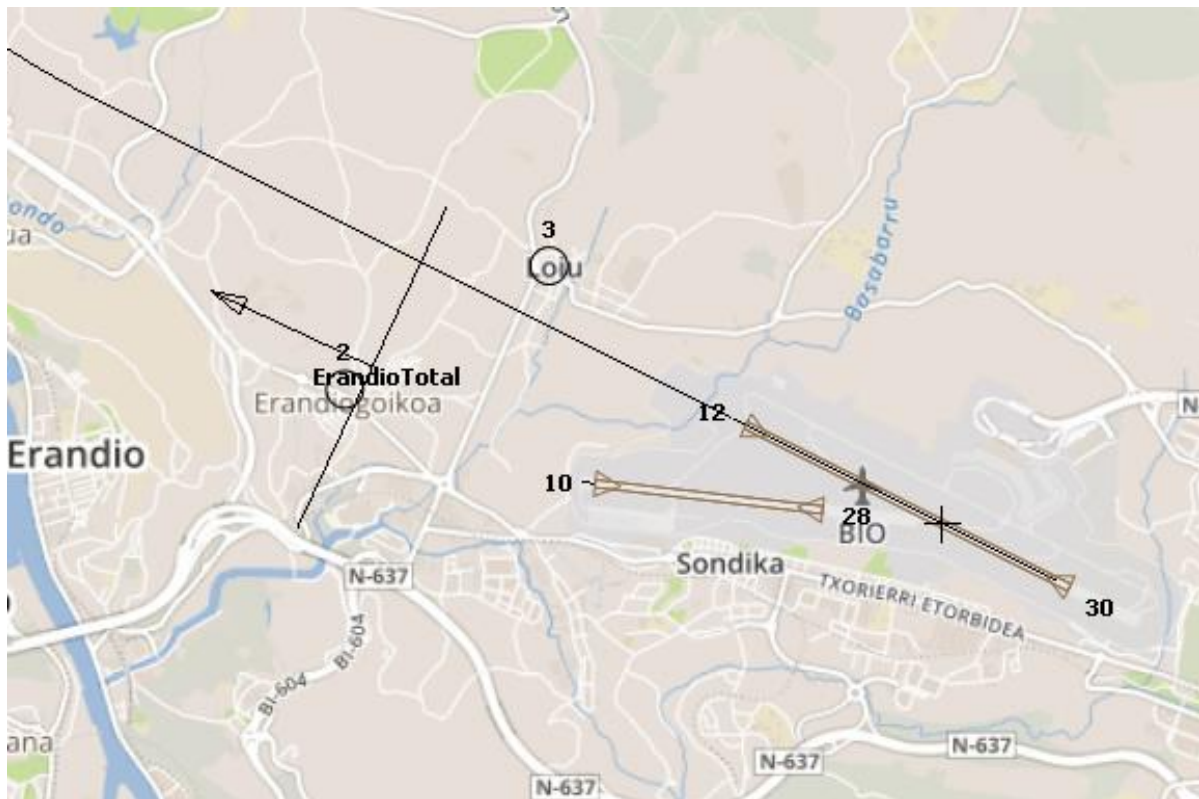 ondo
ua
3
Loiu
Basabarru
2
ErandioTotal
Erandiogoikoa
12
N
Erandio
10
28
BIO
Sondika
N-637
TXORIERRI ETORBIDEA
30
BI-604
BI-604
ana
N-637
N-637
N-637